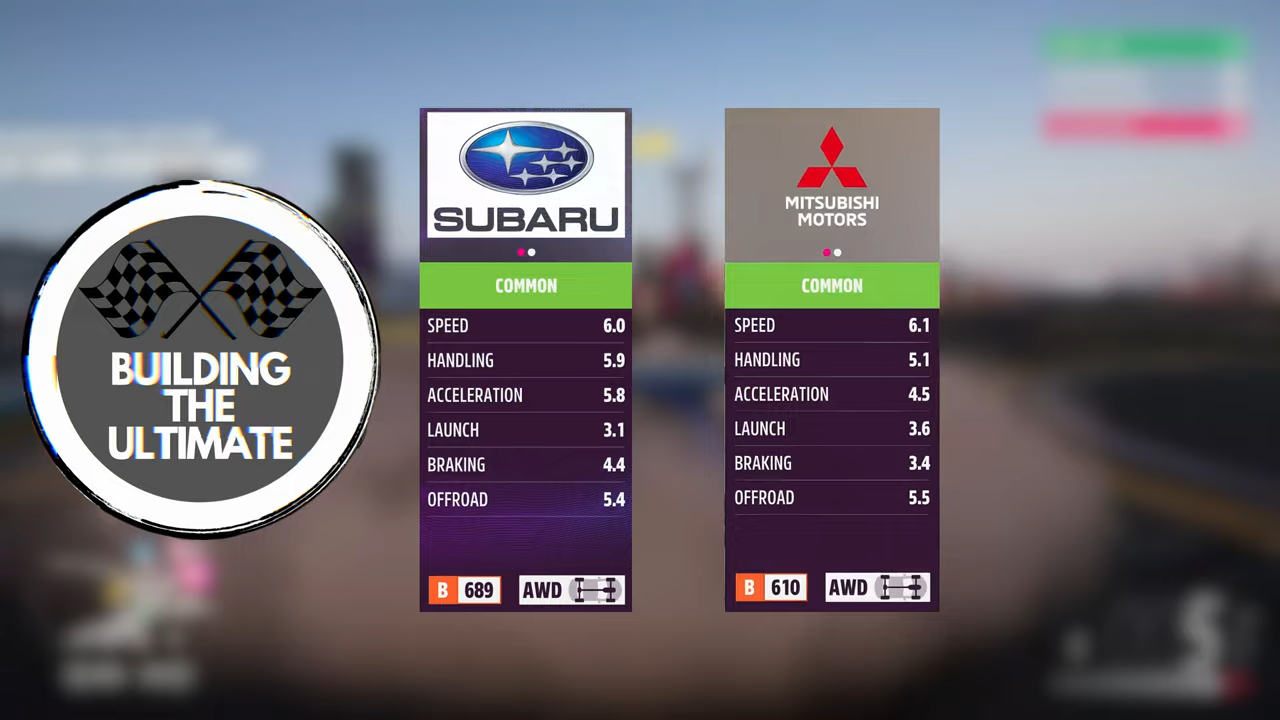 BUILDING
THE
ULTIMATE
SUBARU
COMMON
SPEED 6.0
HANDLING 5.9
ACCELERATION 5.8
LAUNCH 3.1
BRAKING 4.4
OFFROAD 5.4
B 689 AWD
MITSUBISHI
MOTORS
COMMON
SPEED 6.1
HANDLING 5.1
ACCELERATION 4.5
LAUNCH 3.6
BRAKING 3.4
OFFROAD 5.5
B 610 AWD